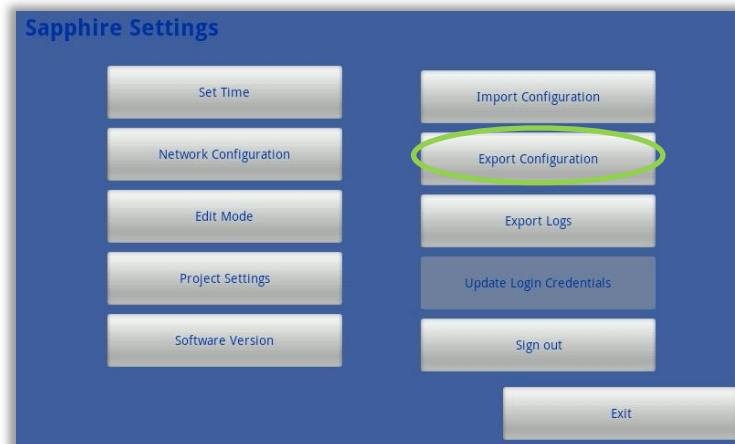 Sapphire Settings
Set Time
Network Configuration
Edit Mode
Project Settings
Software Version
Import Configuration
Export Configuration
Export Logs
Update Login Credentials
Sign out
Exit